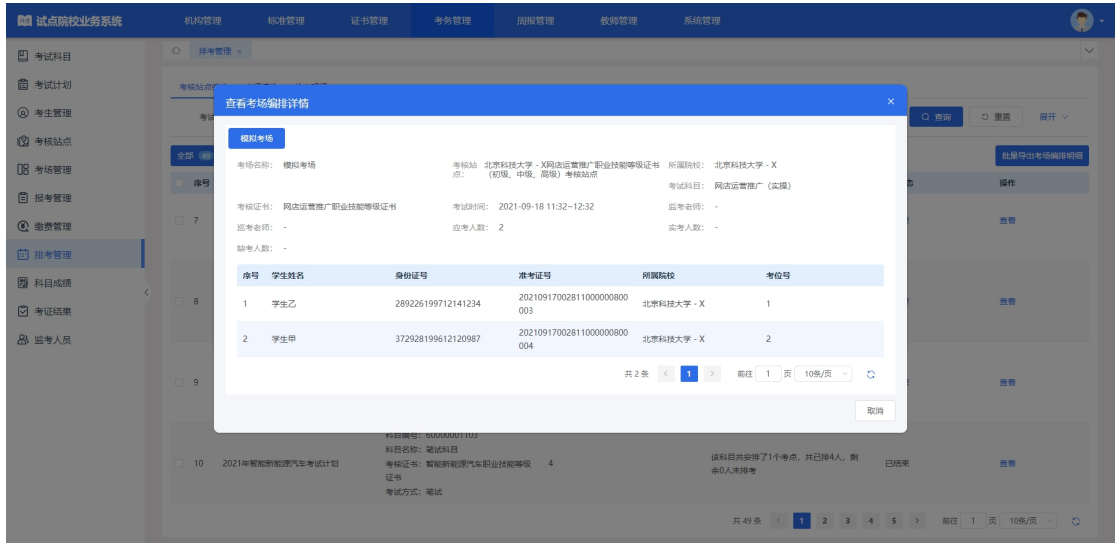 试点院校业务系统 机构管理 标准管理 证书管理 考务管理 周报管理 教师管理 系统管理
考试科目
考试计划
考生管理
考核站点
考场管理
报考管理
缴费管理
排考管理
科目成绩
考证结果
监考人员
排考管理 ×
考核站点
查询 重置 展开
全部 49 批量导出考场编排明细
序号 操作
7 查看
8 查看
9 查看
查看考场编排详情 ×
模拟考场
考场名称: 模拟考场 考核站点: 北京科技大学 - X网店运营推广职业技能等级证书(初级、中级、高级)考核站点 所属院校: 北京科技大学 - X
考试科目: 网店运营推广(实操)
考核证书: 网店运营推广职业技能等级证书 考试时间: 2021-09-18 11:32~12:32 监考老师: -
巡考老师: - 应考人数: 2 实考人数: -
缺考人数: -
序号 学生姓名 身份证号 准考证号 所属院校 考位号
1 学生乙 289226199712141234 20210917002811000000800003 北京科技大学 - X 1
2 学生甲 372928199612120987 20210917002811000000800004 北京科技大学 - X 2
共 2 条 < 1 > 前往 1 页 10条/页
取消
科目编号: 60000001103
科目名称: 笔试科目
10 2021年智能新能源汽车考试计划 考核证书: 智能新能源汽车职业技能等级证书 4 该科目共安排了1个考点，共已排4人，剩余0人未排考 已结束 查看
考试方式: 笔试
共 49 条 < 1 2 3 4 5 > 前往 1 页 10条/页